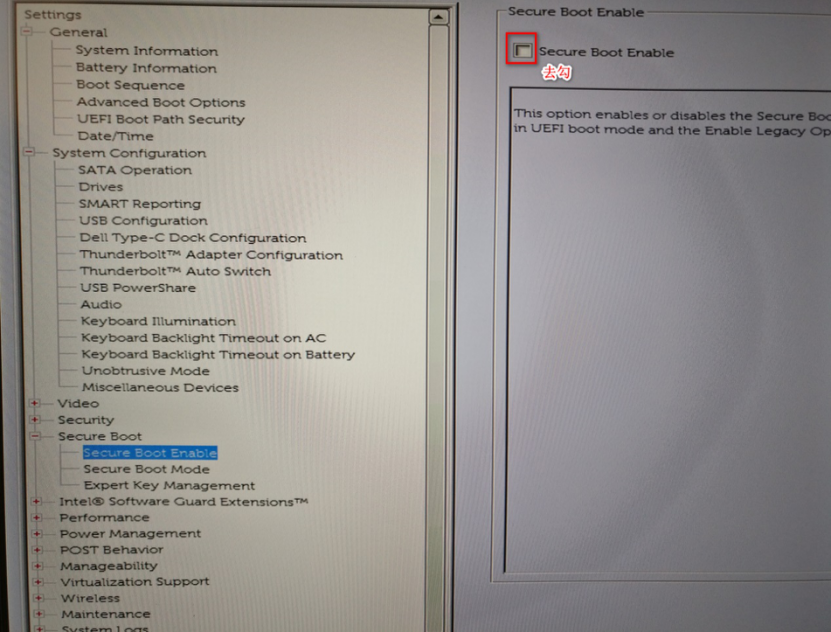 Settings
General
System Information
Battery Information
Boot Sequence
Advanced Boot Options
UEFI Boot Path Security
Date/Time
System Configuration
SATA Operation
Drives
SMART Reporting
USB Configuration
Dell Type-C Dock Configuration
Thunderbolt™ Adapter Configuration
Thunderbolt™ Auto Switch
USB PowerShare
Audio
Keyboard Illumination
Keyboard Backlight Timeout on AC
Keyboard Backlight Timeout on Battery
Unobtrusive Mode
Miscellaneous Devices
Video
Security
Secure Boot
Secure Boot Enable
Secure Boot Mode
Expert Key Management
Intel® Software Guard Extensions™
Performance
Power Management
POST Behavior
Manageability
Virtualization Support
Wireless
Maintenance
System Logs
Secure Boot Enable
Secure Boot Enable
去勾
This option enables or disables the Secure Boo
in UEFI boot mode and the Enable Legacy Op